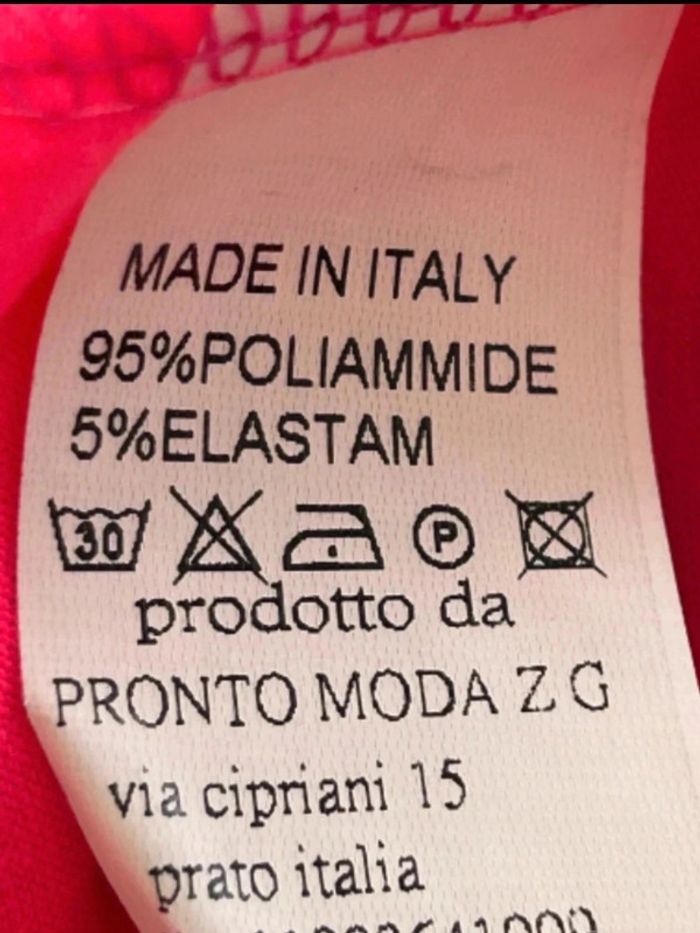 MADE IN ITALY
95%POLIAMMIDE
5%ELASTAM
30 P
prodotto da
PRONTO MODA Z G
via cipriani 15
prato italia